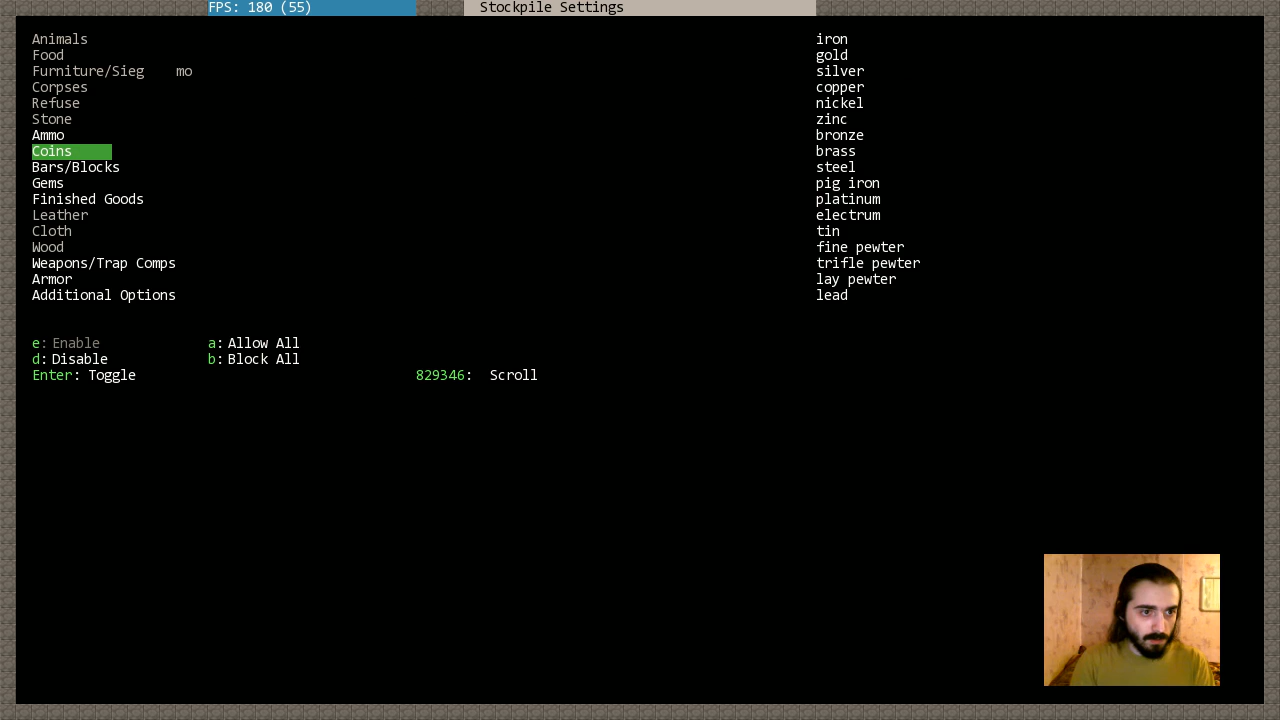 FPS: 180 (55) Stockpile Settings
Animals iron
Food gold
Furniture/Sieg mo silver
Corpses copper
Refuse nickel
Stone zinc
Ammo bronze
Coins brass
Bars/Blocks steel
Gems pig iron
Finished Goods platinum
Leather electrum
Cloth tin
Wood fine pewter
Weapons/Trap Comps trifle pewter
Armor lay pewter
Additional Options lead
e: Enable a: Allow All
d: Disable b: Block All
Enter: Toggle 829346: Scroll